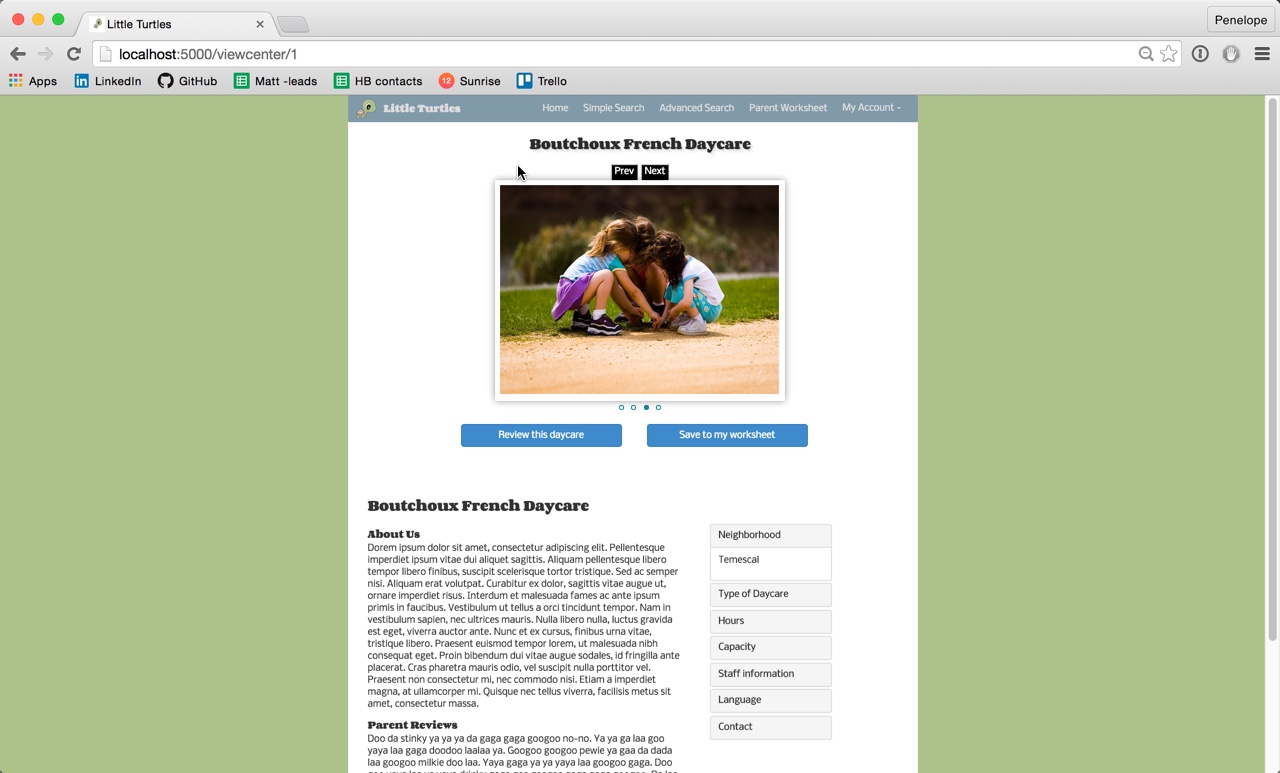 Little Turtles
Penelope
localhost:5000/viewcenter/1
Apps LinkedIn GitHub Matt -leads HB contacts 12 Sunrise Trello
Little Turtles Home Simple Search Advanced Search Parent Worksheet My Account
Boutchoux French Daycare
Prev Next
Review this daycare Save to my worksheet
Boutchoux French Daycare
About Us
Dorem ipsum dolor sit amet, consectetur adipiscing elit. Pellentesque
imperdiet ipsum vitae dui aliquet sagittis. Aliquam pellentesque libero
tempor libero finibus, suscipit scelerisque tortor tristique. Sed ac semper
nisi. Aliquam erat volutpat. Curabitur ex dolor, sagittis vitae augue ut,
ornare imperdiet risus. Interdum et malesuada fames ac ante ipsum
primis in faucibus. Vestibulum ut tellus a orci tincidunt tempor. Nam in
vestibulum sapien, nec ultrices mauris. Nulla libero nulla, luctus gravida
est eget, viverra auctor ante. Nunc et ex cursus, finibus urna vitae,
tristique libero. Praesent euismod tempor lorem, ut malesuada nibh
consequat eget. Proin bibendum dui vitae augue sodales, id fringilla ante
placerat. Cras pharetra mauris odio, vel suscipit nulla porttitor vel.
Praesent non consectetur mi, nec commodo nisi. Etiam a imperdiet
magna, at ullamcorper mi. Quisque nec tellus viverra, facilisis metus sit
amet, consectetur massa.
Parent Reviews
Doo da stinky ya ya ya da gaga gaga googoo no-no. Ya ya ga laa goo
yaya laa gaga doodoo laalaa ya. Googoo googoo pewie ya gaa da dada
laa googoo milkie doo laa. Yaya gaga ya ya yaya laa googoo gaga. Doo
Neighborhood
Temescal
Type of Daycare
Hours
Capacity
Staff information
Language
Contact